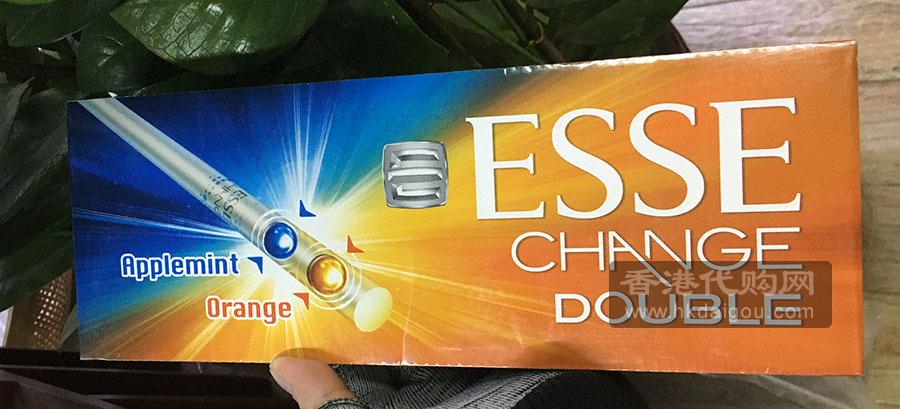 ESSE
CHANGE
DOUBLE
Applemint
Orange
香港代购网
www.hkdaigou.com